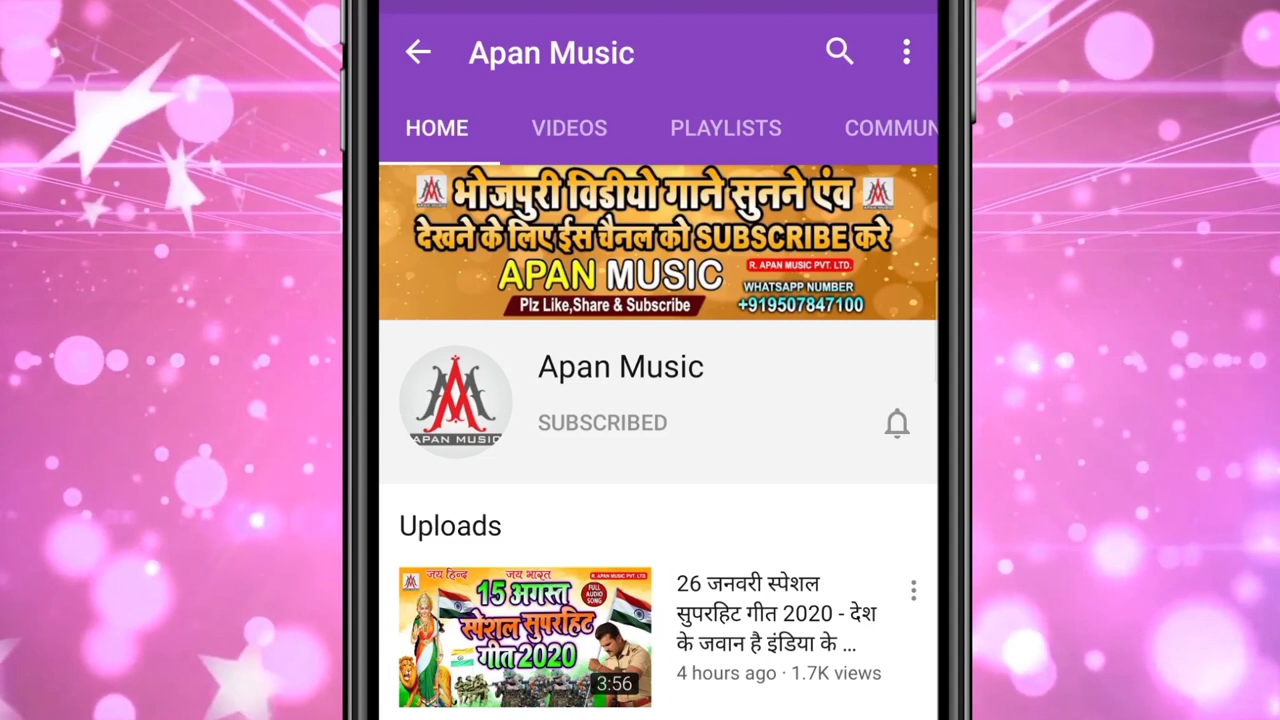 Apan Music
HOME VIDEOS PLAYLISTS COMMUN
भोजपुरी विडीयो गाने सुनने एंव
देखने के लिए ईस चैनल को SUBSCRIBE करे
APAN MUSIC
R. APAN MUSIC PVT. LTD.
WHATSAPP NUMBER
+919507847100
Plz Like,Share & Subscribe
Apan Music
SUBSCRIBED
APAN MUSIC
Uploads
जय हिन्द जय भारत
R. APAN MUSIC PVT. LTD
15 अगस्त
FULL
AUDIO
SONG
स्पेशल सुपरहिट
गीत 2020
3:56
26 जनवरी स्पेशल
सुपरहिट गीत 2020 - देश
के जवान है इंडिया के ...
4 hours ago · 1.7K views